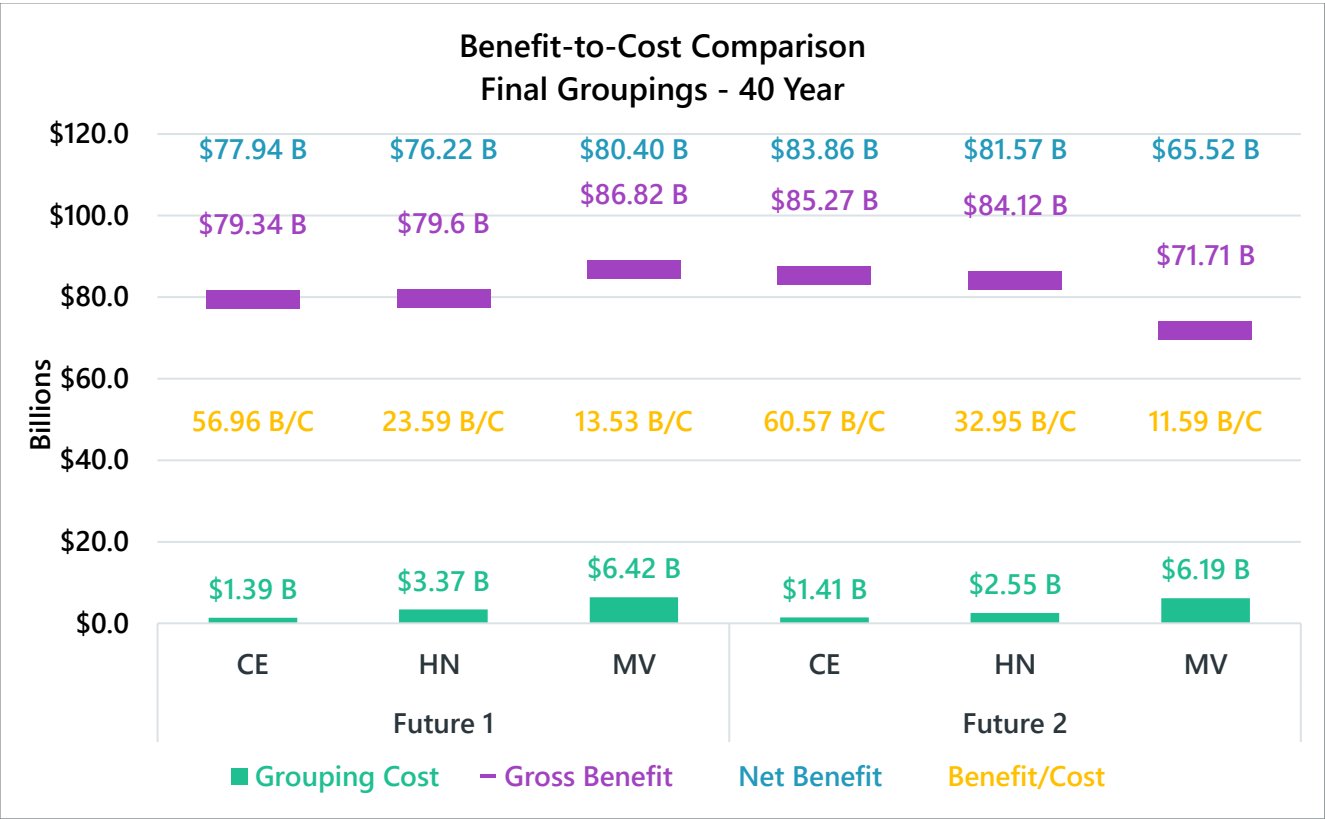 Benefit-to-Cost Comparison
Final Groupings - 40 Year
$120.0
$77.94 B $76.22 B $80.40 B $83.86 B $81.57 B $65.52 B
$86.82 B $85.27 B $84.12 B
$100.0
$79.34 B $79.6 B
$71.71 B
$80.0
$60.0
Billions
56.96 B/C 23.59 B/C 13.53 B/C 60.57 B/C 32.95 B/C 11.59 B/C
$40.0
$20.0
$1.39 B $3.37 B $6.42 B $1.41 B $2.55 B $6.19 B
$0.0
CE HN MV CE HN MV
Future 1 Future 2
Grouping Cost Gross Benefit Net Benefit Benefit/Cost